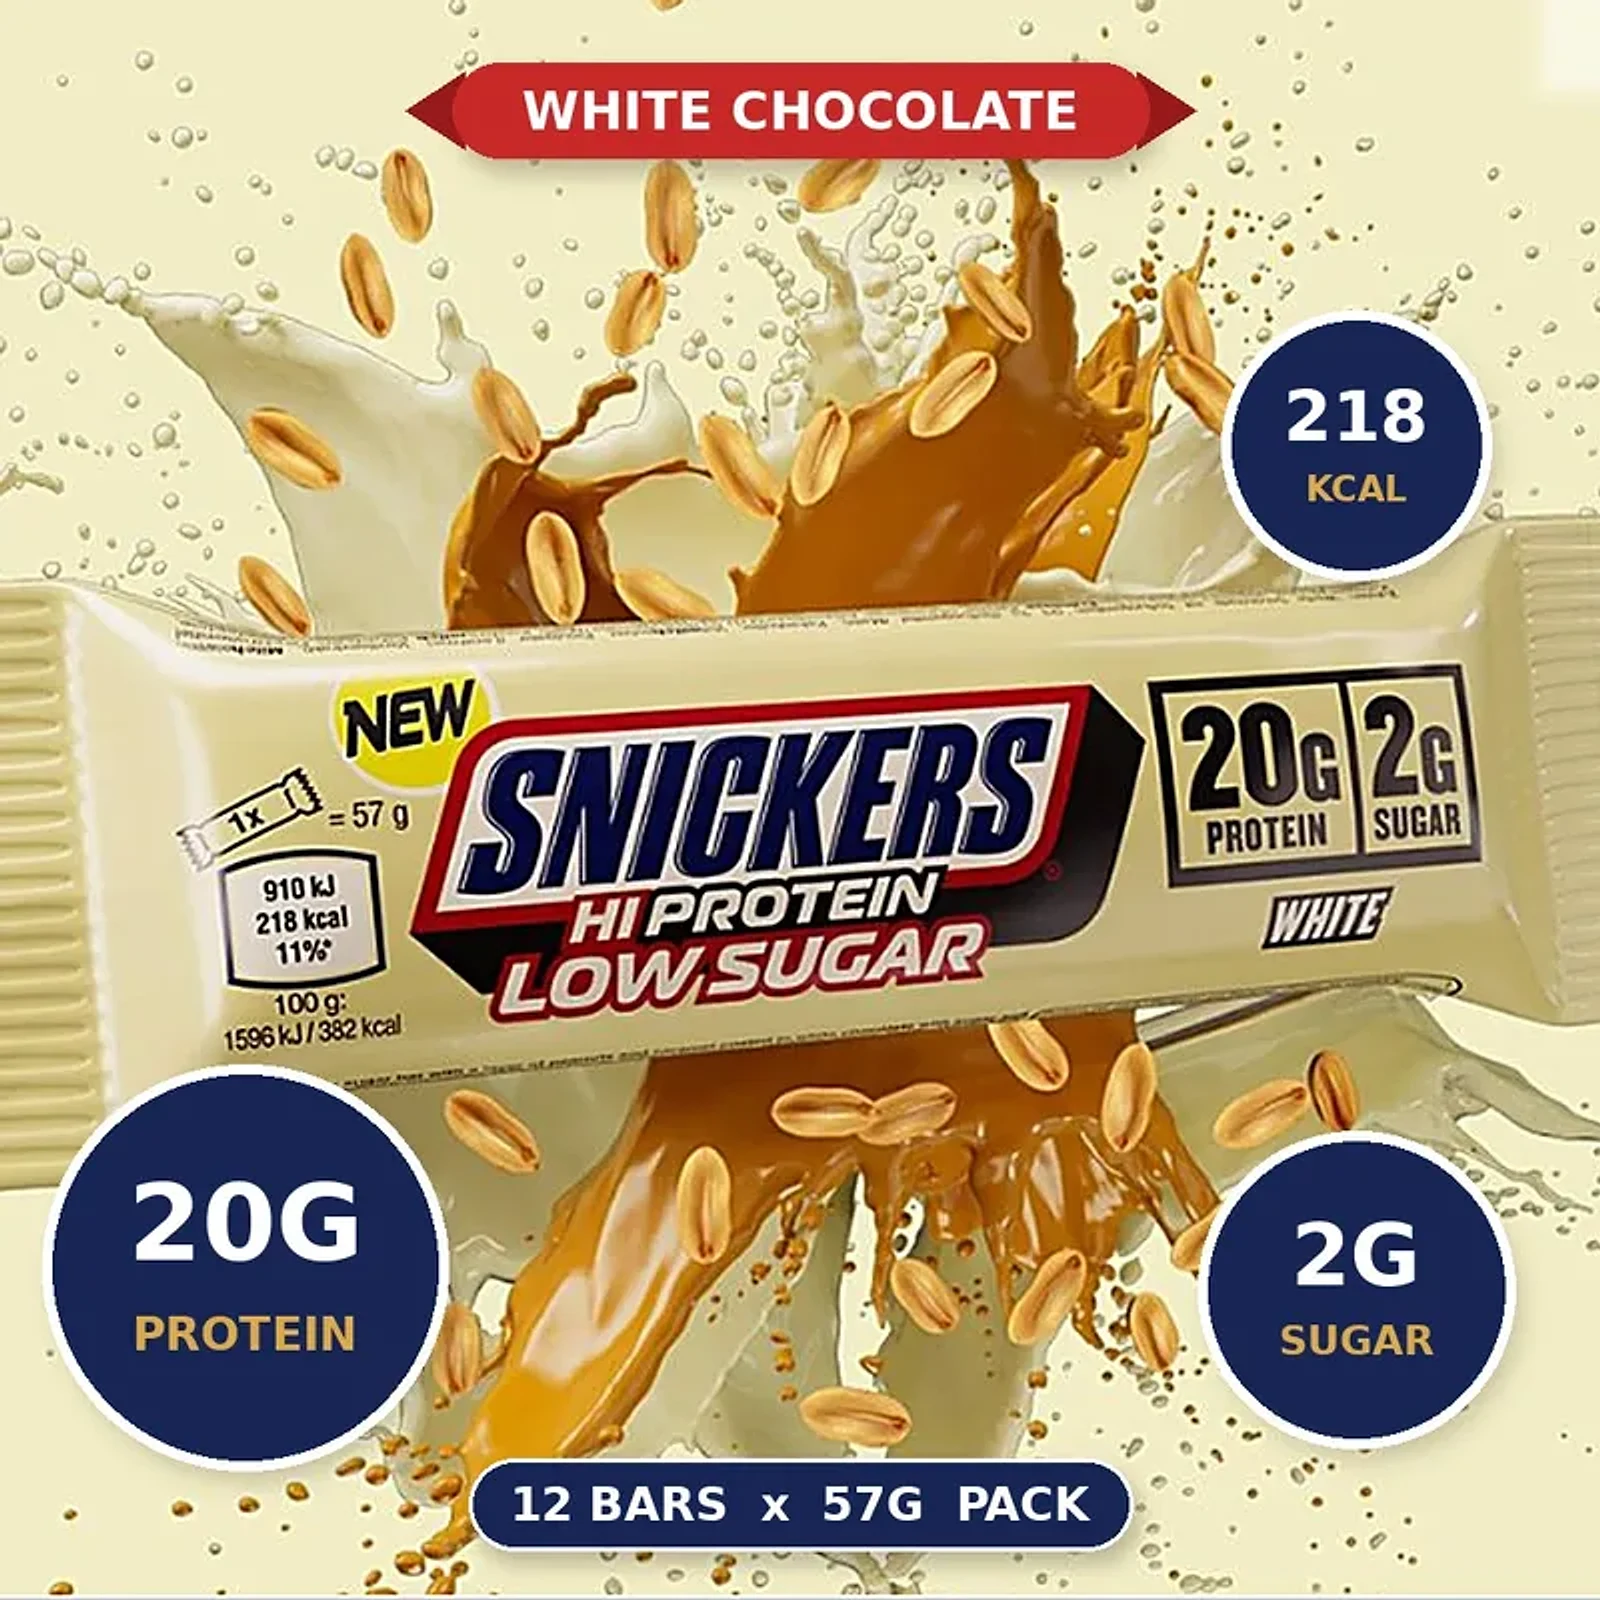 WHITE CHOCOLATE
218
KCAL
NEW
SNICKERS
®
HI PROTEIN
LOW SUGAR
20G
PROTEIN
2G
SUGAR
WHITE
1x
= 57 g
910 kJ
218 kcal
11%*
100 g:
1596 kJ / 382 kcal
20G
PROTEIN
2G
SUGAR
12 BARS x 57G PACK